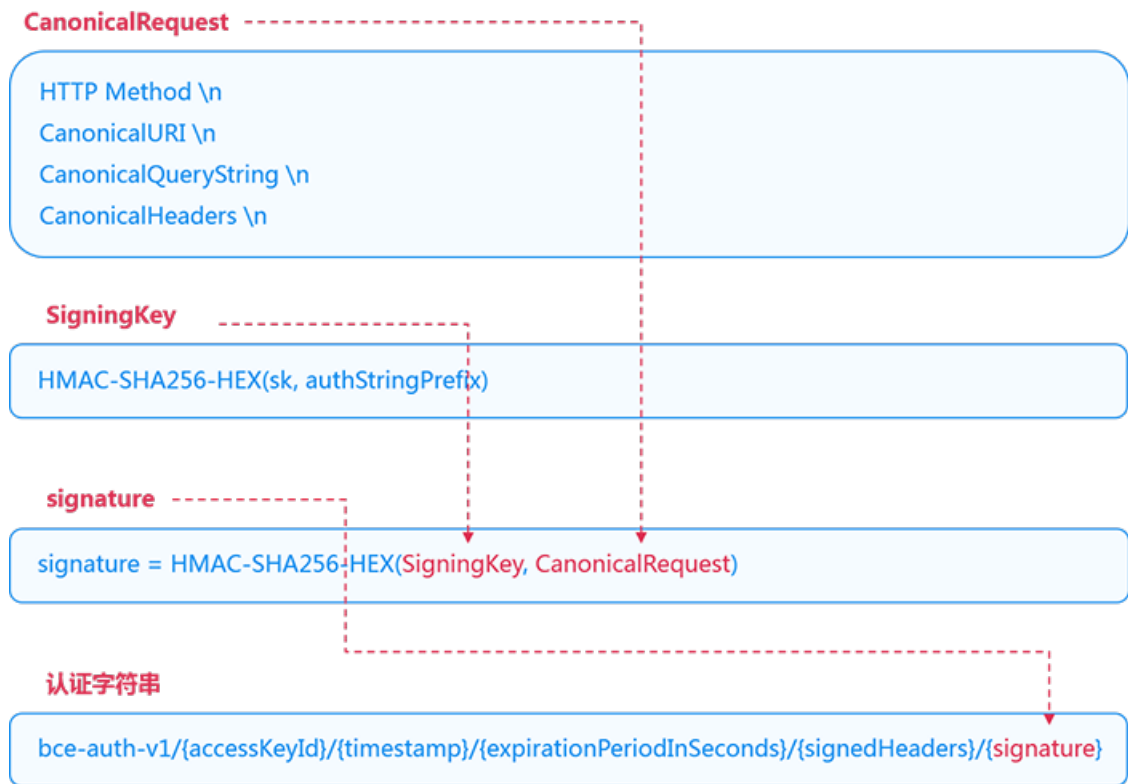 CanonicalRequest
HTTP Method \n
CanonicalURI \n
CanonicalQueryString \n
CanonicalHeaders \n
SigningKey
HMAC-SHA256-HEX(sk, authStringPrefix)
signature
signature = HMAC-SHA256-HEX(SigningKey, CanonicalRequest)
认证字符串
bce-auth-v1/{accessKeyId}/{timestamp}/{expirationPeriodInSeconds}/{signedHeaders}/{signature}